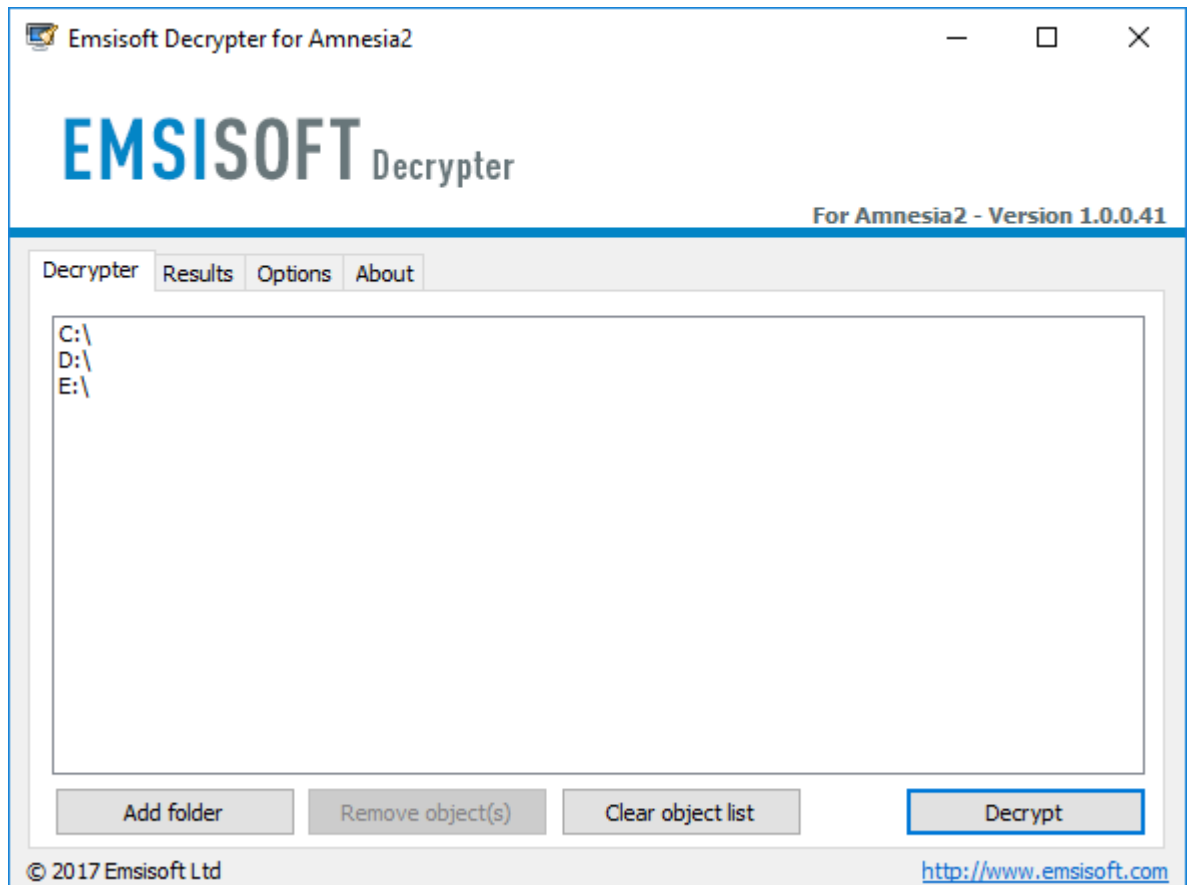 Emsisoft Decrypter for Amnesia2
EMSISOFT Decrypter
For Amnesia2 - Version 1.0.0.41
Decrypter Results Options About
C:\
D:\
E:\
Add folder Remove object(s) Clear object list Decrypt
© 2017 Emsisoft Ltd http://www.emsisoft.com